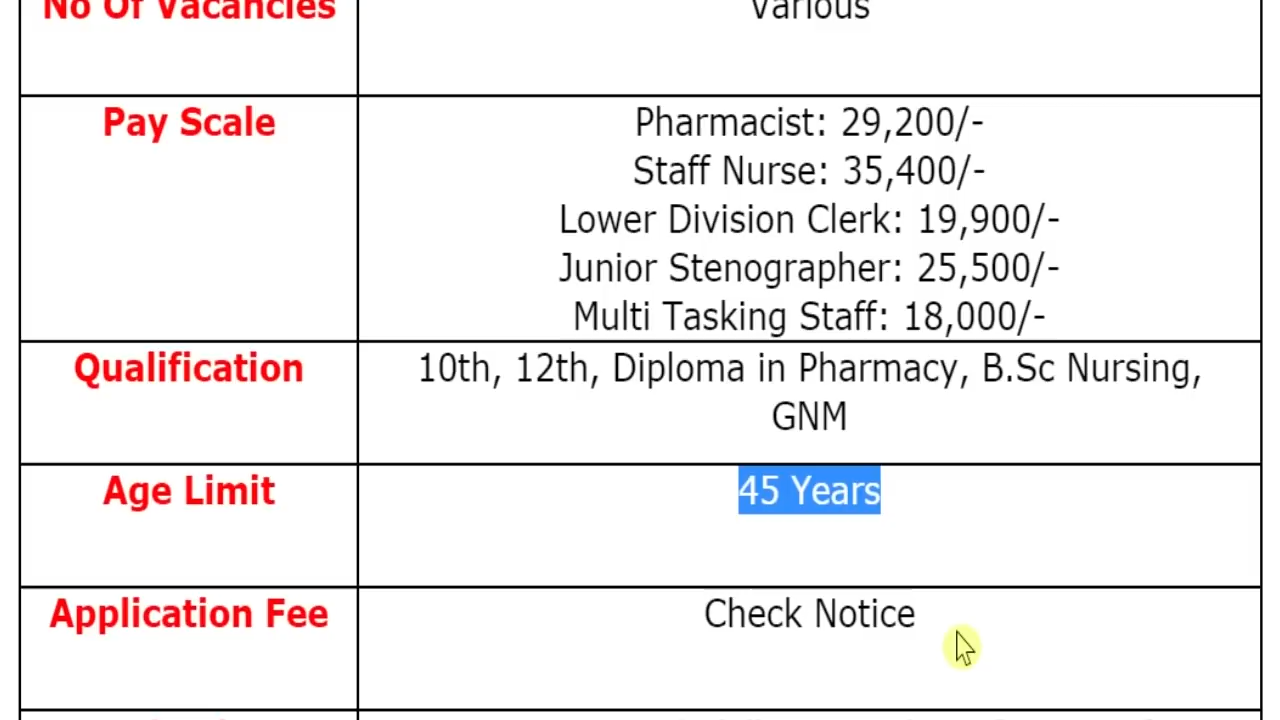 No Of Vacancies
Various
Pay Scale
Pharmacist: 29,200/-
Staff Nurse: 35,400/-
Lower Division Clerk: 19,900/-
Junior Stenographer: 25,500/-
Multi Tasking Staff: 18,000/-
Qualification
10th, 12th, Diploma in Pharmacy, B.Sc Nursing,
GNM
Age Limit
45 Years
Application Fee
Check Notice